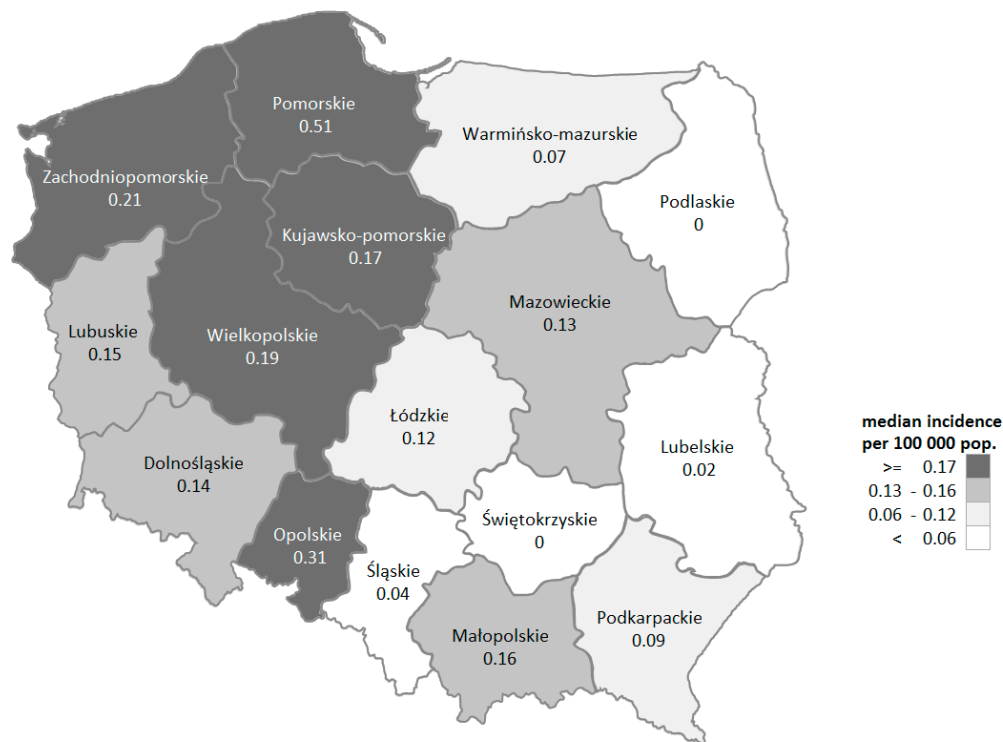 Pomorskie
0.51
Warmińsko-mazurskie
0.07
Zachodniopomorskie
0.21
Podlaskie
0
Kujawsko-pomorskie
0.17
Mazowieckie
0.13
Lubuskie
0.15
Wielkopolskie
0.19
Łódzkie
0.12
Lubelskie
0.02
Dolnośląskie
0.14
Świętokrzyskie
0
Opolskie
0.31
Śląskie
0.04
Podkarpackie
0.09
Małopolskie
0.16
median incidence
per 100 000 pop.
>= 0.17
0.13 - 0.16
0.06 - 0.12
< 0.06